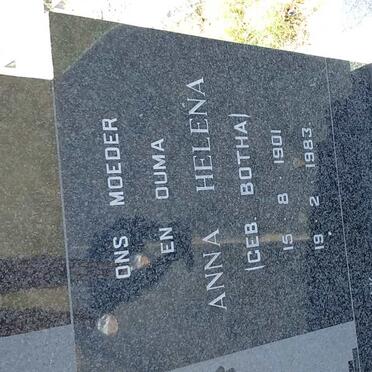 ONS MOEDER
EN OUMA
ANNA HELENA
(GEB BOTHA)
15 8 1901
19 2 1983